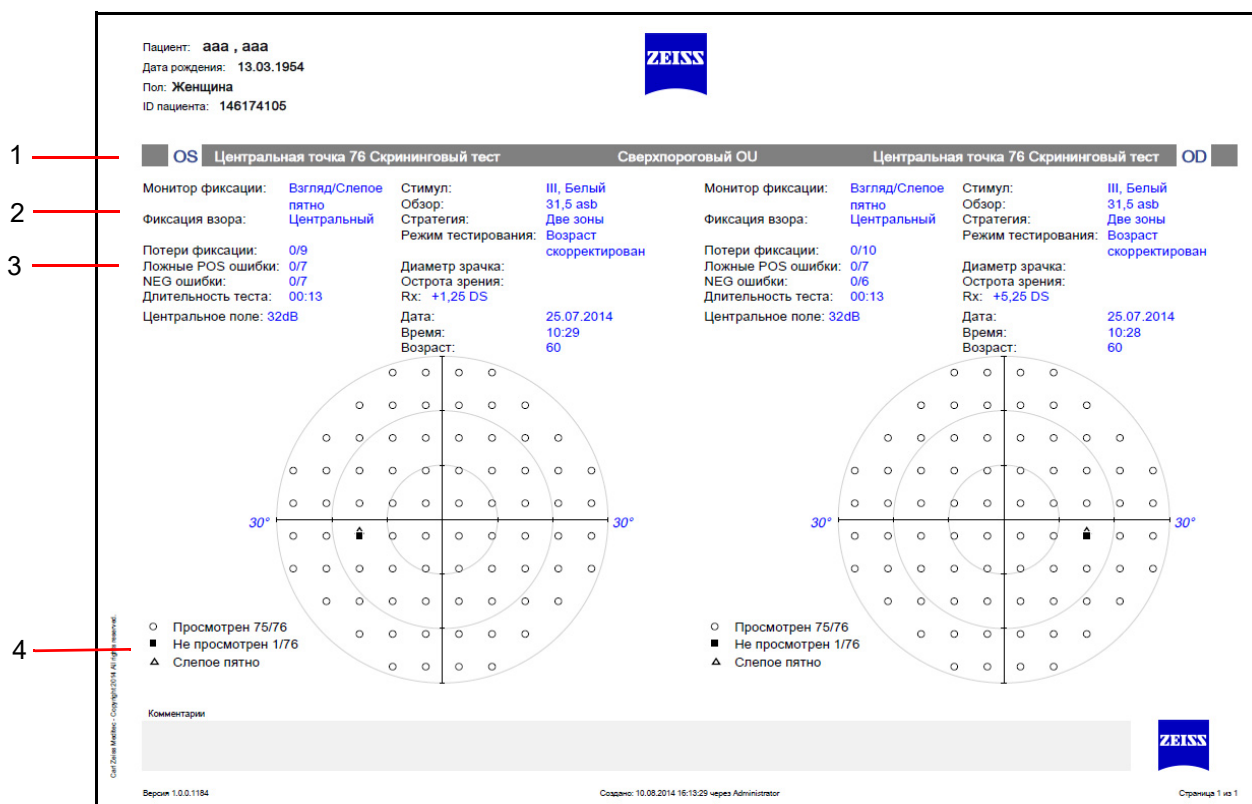 Пациент: aaa , aaa
Дата рождения: 13.03.1954
Пол: Женщина
ID пациента: 146174105
ZEISS
1
OS Центральная точка 76 Скрининговый тест Сверхпороговый OU Центральная точка 76 Скрининговый тест OD
2
3
Монитор фиксации: Взгляд/Слепое пятно
Фиксация взора: Центральный
Потери фиксации: 0/9
Ложные POS ошибки: 0/7
NEG ошибки: 0/7
Длительность теста: 00:13
Центральное поле: 32dB
Стимул: III, Белый
Обзор: 31,5 asb
Стратегия: Две зоны
Режим тестирования: Возраст скорректирован
Диаметр зрачка:
Острота зрения:
Rx: +1,25 DS
Дата: 25.07.2014
Время: 10:29
Возраст: 60
Монитор фиксации: Взгляд/Слепое пятно
Фиксация взора: Центральный
Потери фиксации: 0/10
Ложные POS ошибки: 0/7
NEG ошибки: 0/6
Длительность теста: 00:13
Центральное поле: 32dB
Стимул: III, Белый
Обзор: 31,5 asb
Стратегия: Две зоны
Режим тестирования: Возраст скорректирован
Диаметр зрачка:
Острота зрения:
Rx: +5,25 DS
Дата: 25.07.2014
Время: 10:28
Возраст: 60
30° 30°
30° 30°
4
Просмотрен 75/76
Не просмотрен 1/76
Слепое пятно
Просмотрен 75/76
Не просмотрен 1/76
Слепое пятно
Carl Zeiss Meditec - Copyright 2014 All rights reserved.
Комментарии
ZEISS
Версия 1.0.0.1184 Создано: 10.08.2014 16:13:29 через Administrator Страница 1 из 1